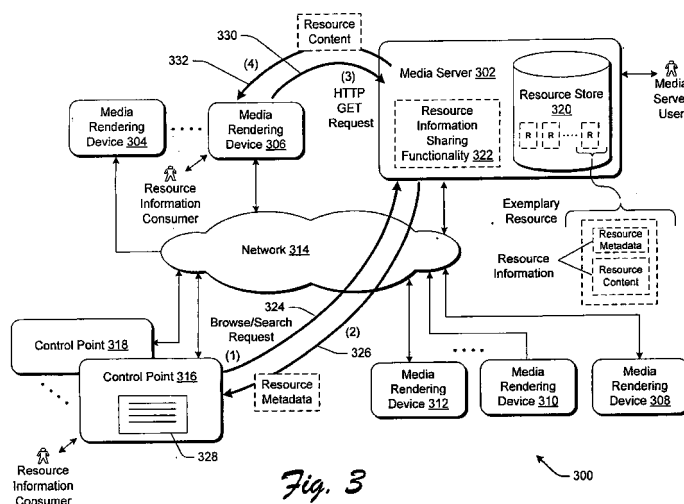 Resource
Content
330
332
(4)
(3)
HTTP
GET
Request
Media Server 302
Resource
Information
Sharing
Functionality 322
Resource Store
320
R R R
Media
Server
User
Media
Rendering
Device 304
Media
Rendering
Device 306
Resource
Information
Consumer
Exemplary
Resource
Resource
Information
Resource
Metadata
Resource
Content
Network 314
324
Browse/Search
Request
(1)
(2)
326
Resource
Metadata
Control Point 318
Control Point 316
328
Resource
Information
Consumer
Media
Rendering
Device 312
Media
Rendering
Device 310
Media
Rendering
Device 308
Fig. 3
300